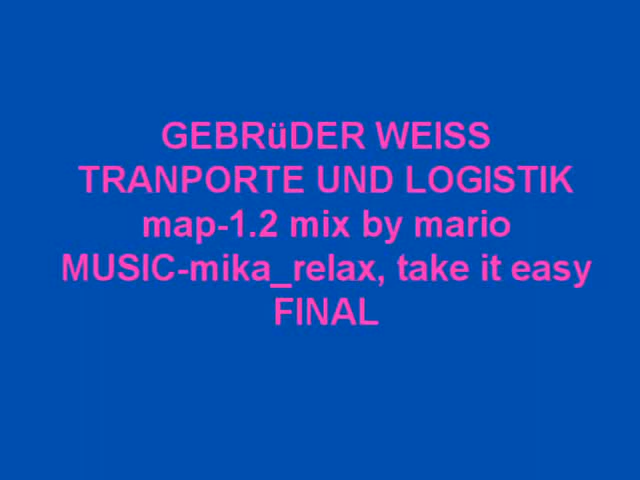 GEBRüDER WEISS
TRANPORTE UND LOGISTIK
map-1.2 mix by mario
MUSIC-mika_relax, take it easy
FINAL